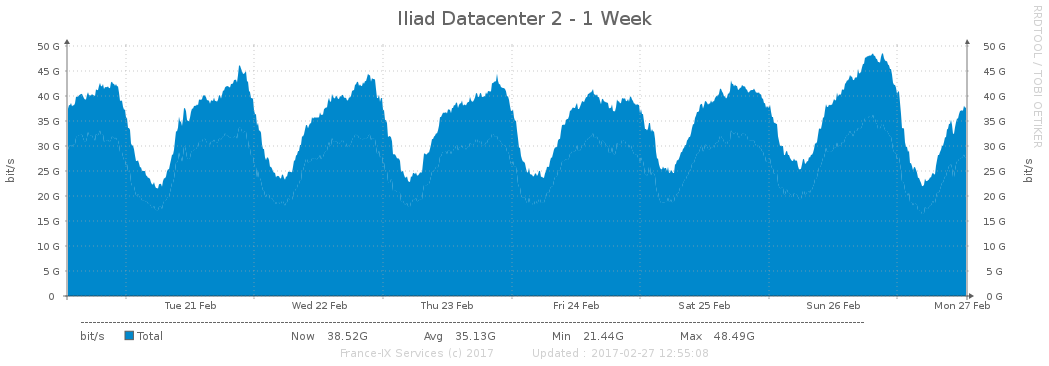 Iliad Datacenter 2 - 1 Week
RRDTOOL / TOBI OETIKER
bit/s
50 G
45 G
40 G
35 G
30 G
25 G
20 G
15 G
10 G
5 G
0
50 G
45 G
40 G
35 G
30 G
25 G
20 G
15 G
10 G
5 G
0 G
bit/s
Tue 21 Feb Wed 22 Feb Thu 23 Feb Fri 24 Feb Sat 25 Feb Sun 26 Feb Mon 27 Feb
bit/s Total Now 38.52G Avg 35.13G Min 21.44G Max 48.49G
France-IX Services (c) 2017 Updated : 2017-02-27 12:55:08